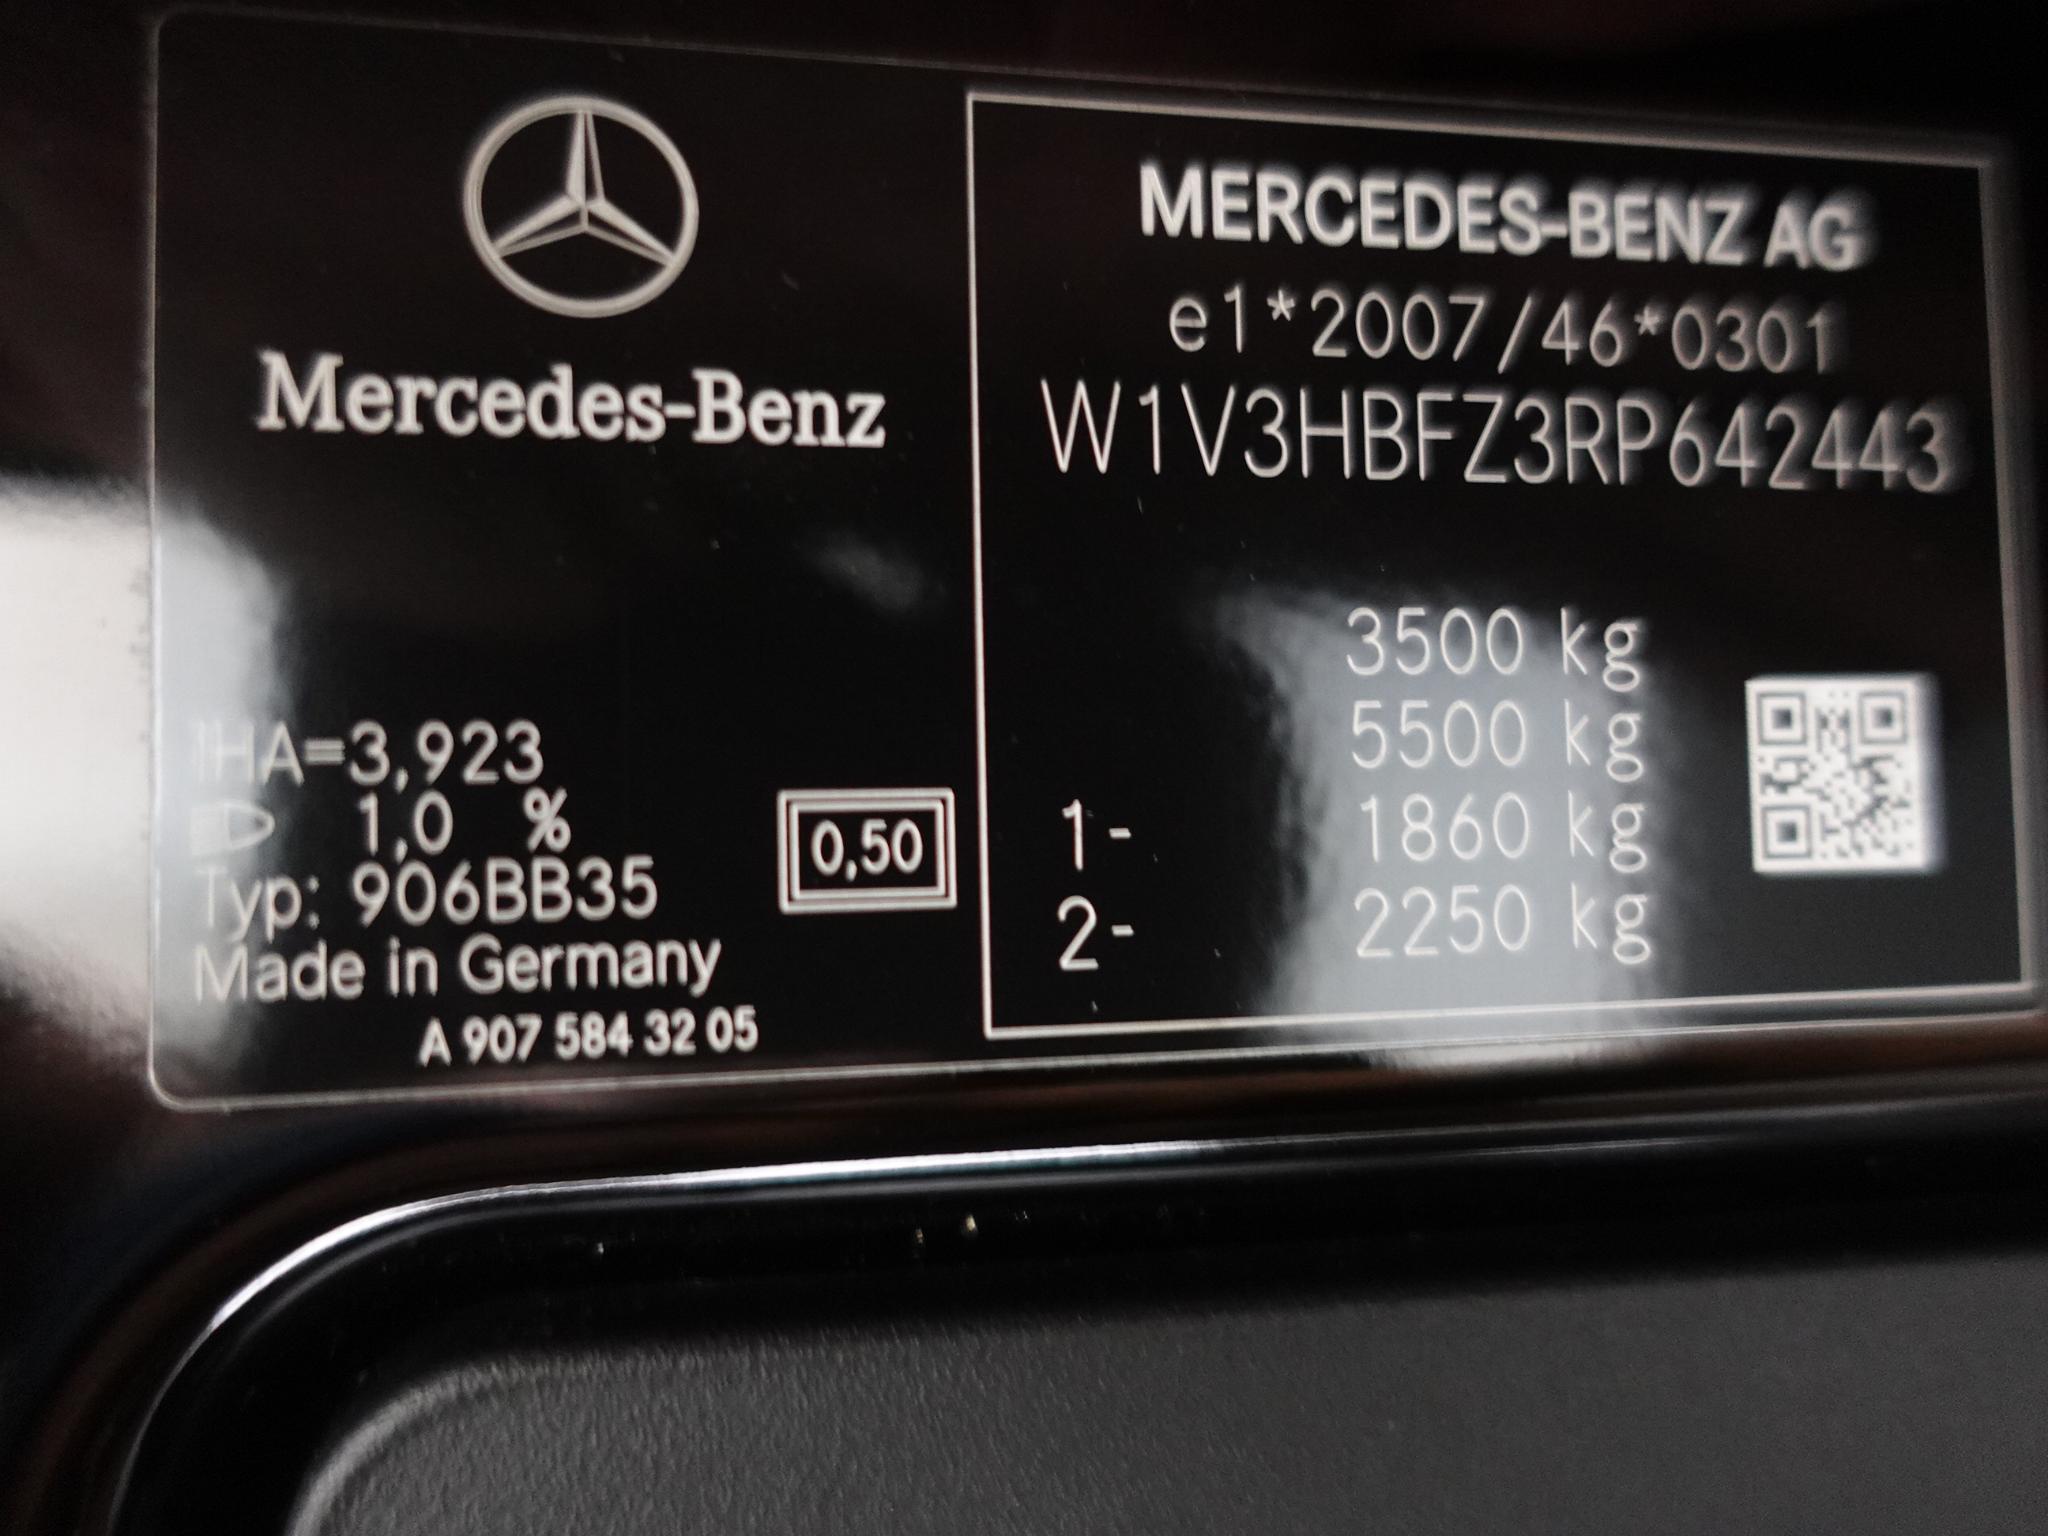 Mercedes-Benz
IHA=3,923
1,0 %
Typ: 906BB35
Made in Germany
A 907 584 32 05
0,50
MERCEDES-BENZ AG
e1*2007/46*0301
W1V3HBFZ3RP642443
3500 kg
5500 kg
1- 1860 kg
2- 2250 kg